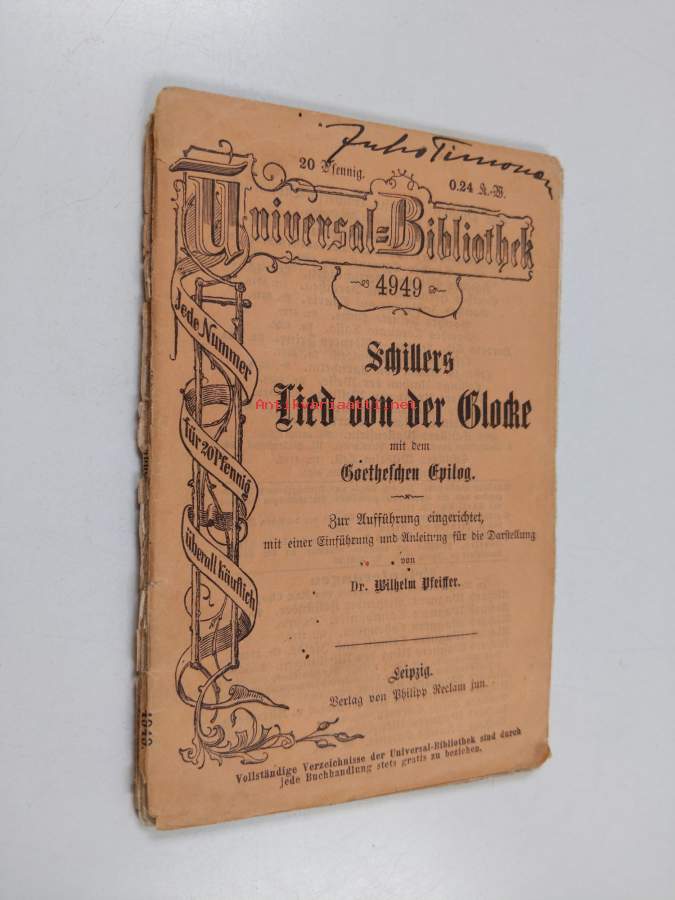 Juho Timonen
20 Pfennig.
0.24 K.-W.
Universal-Bibliothek
4949
Jede Nummer
für 20 Pfennig
überall käuflich
Schillers
Lied von der Glocke
Antikvariaatti.net
mit dem
Goetheschen Epilog.
Zur Aufführung eingerichtet,
mit einer Einführung und Anleitung für die Darstellung
von
Dr. Wilhelm Pfeiffer.
Leipzig.
Verlag von Philipp Reclam jun.
Vollständige Verzeichnisse der Universal-Bibliothek sind durch
jede Buchhandlung stets gratis zu beziehen.